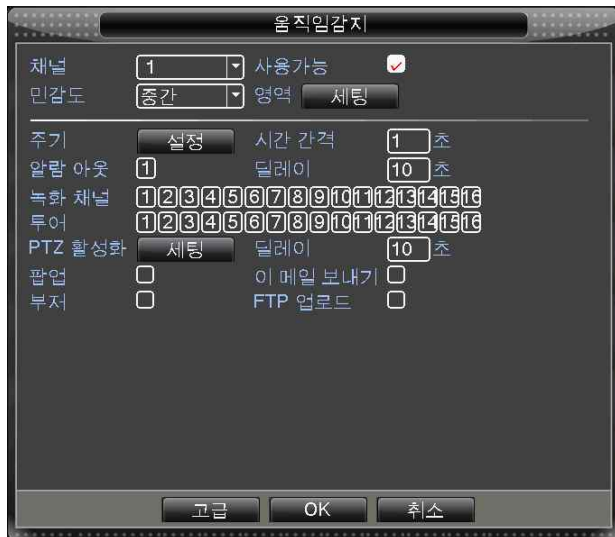 움직임감지
채널 1 사용가능
민감도 중간 영역 세팅
주기 설정 시간 간격 1 초
알람 아웃 1 딜레이 10 초
녹화 채널 1 2 3 4 5 6 7 8 9 10 11 12 13 14 15 16
투어 1 2 3 4 5 6 7 8 9 10 11 12 13 14 15 16
PTZ 활성화 세팅 딜레이 10 초
팝업 이 메일 보내기
부저 FTP 업로드
고급 OK 취소